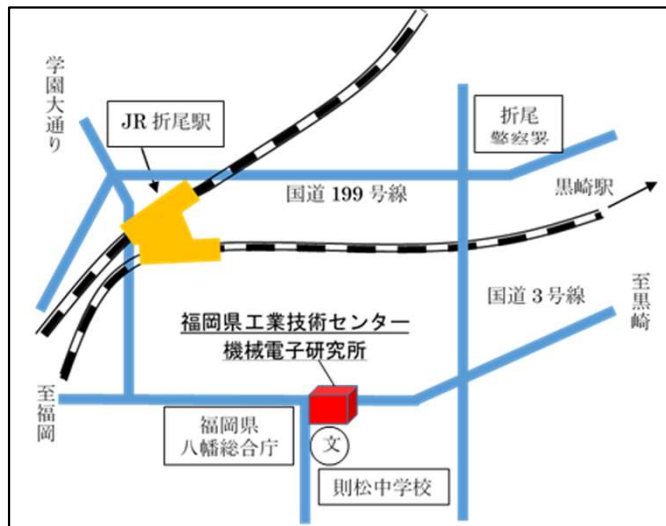 学園大通り
JR 折尾駅
折尾
警察署
国道 199 号線
黒崎駅
国道 3 号線
至黒崎
福岡県工業技術センター
機械電子研究所
至福岡
福岡県
八幡総合庁
文
則松中学校